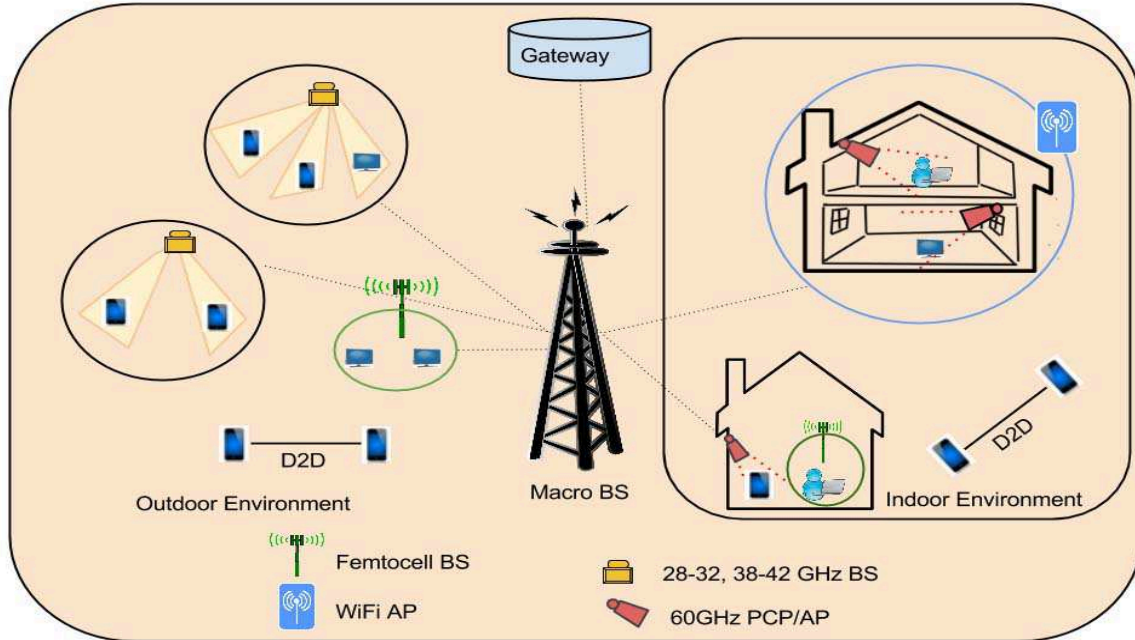 Gateway
D2D
D2D
Macro BS
Outdoor Environment
Indoor Environment
Femtocell BS
28-32, 38-42 GHz BS
WiFi AP
60GHz PCP/AP